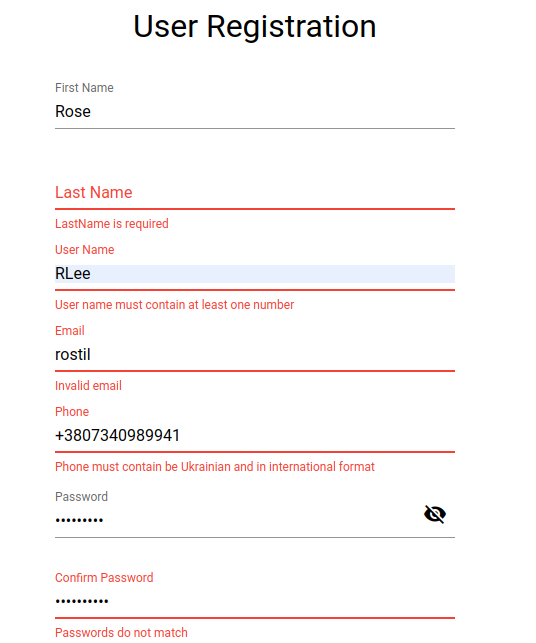 User Registration
First Name
Rose
Last Name
LastName is required
User Name
RLee
User name must contain at least one number
Email
rostil
Invalid email
Phone
+3807340989941
Phone must contain be Ukrainian and in international format
Password
•••••••••
Confirm Password
••••••••••
Passwords do not match